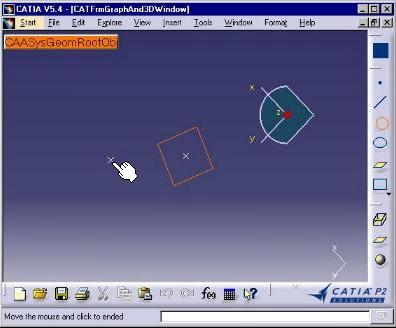 CATIA V5.4 - [CATFrmGraphAnd3DWindow]
Start File Edit Explore View Insert Tools Window Format Help
CAASysGeomRootOb
x
z
y
x
f(x)
CATIA P2
SOLUTIONS
Move the mouse and click to ended